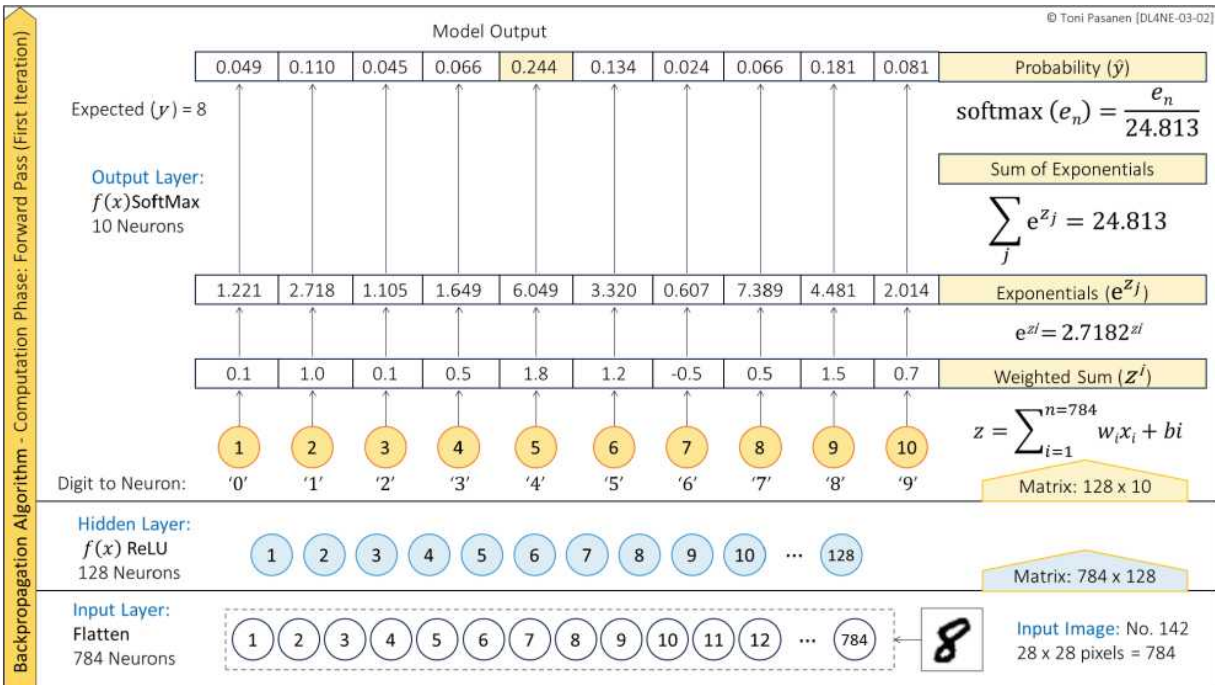 © Toni Pasanen [DL4NE-03-02]
Backpropagation Algorithm - Computation Phase: Forward Pass (First Iteration)
Model Output
0.049 0.110 0.045 0.066 0.244 0.134 0.024 0.066 0.181 0.081 Probability (ŷ)
Expected (y) = 8
softmax (eₙ) = eₙ / 24.813
Output Layer:
f(x)SoftMax
10 Neurons
Sum of Exponentials
∑ⱼ e^zⱼ = 24.813
1.221 2.718 1.105 1.649 6.049 3.320 0.607 7.389 4.481 2.014 Exponentials (e^zⱼ)
e^zi = 2.7182^zi
0.1 1.0 0.1 0.5 1.8 1.2 -0.5 0.5 1.5 0.7 Weighted Sum (Z^i)
1 2 3 4 5 6 7 8 9 10
z = ∑_{i=1}^{n=784} wᵢxᵢ + bi
Digit to Neuron: '0' '1' '2' '3' '4' '5' '6' '7' '8' '9'
Matrix: 128 x 10
Hidden Layer:
f(x) ReLU
128 Neurons
1 2 3 4 5 6 7 8 9 10 ... 128
Matrix: 784 x 128
Input Layer:
Flatten
784 Neurons
1 2 3 4 5 6 7 8 9 10 11 12 ... 784
8
Input Image: No. 142
28 x 28 pixels = 784